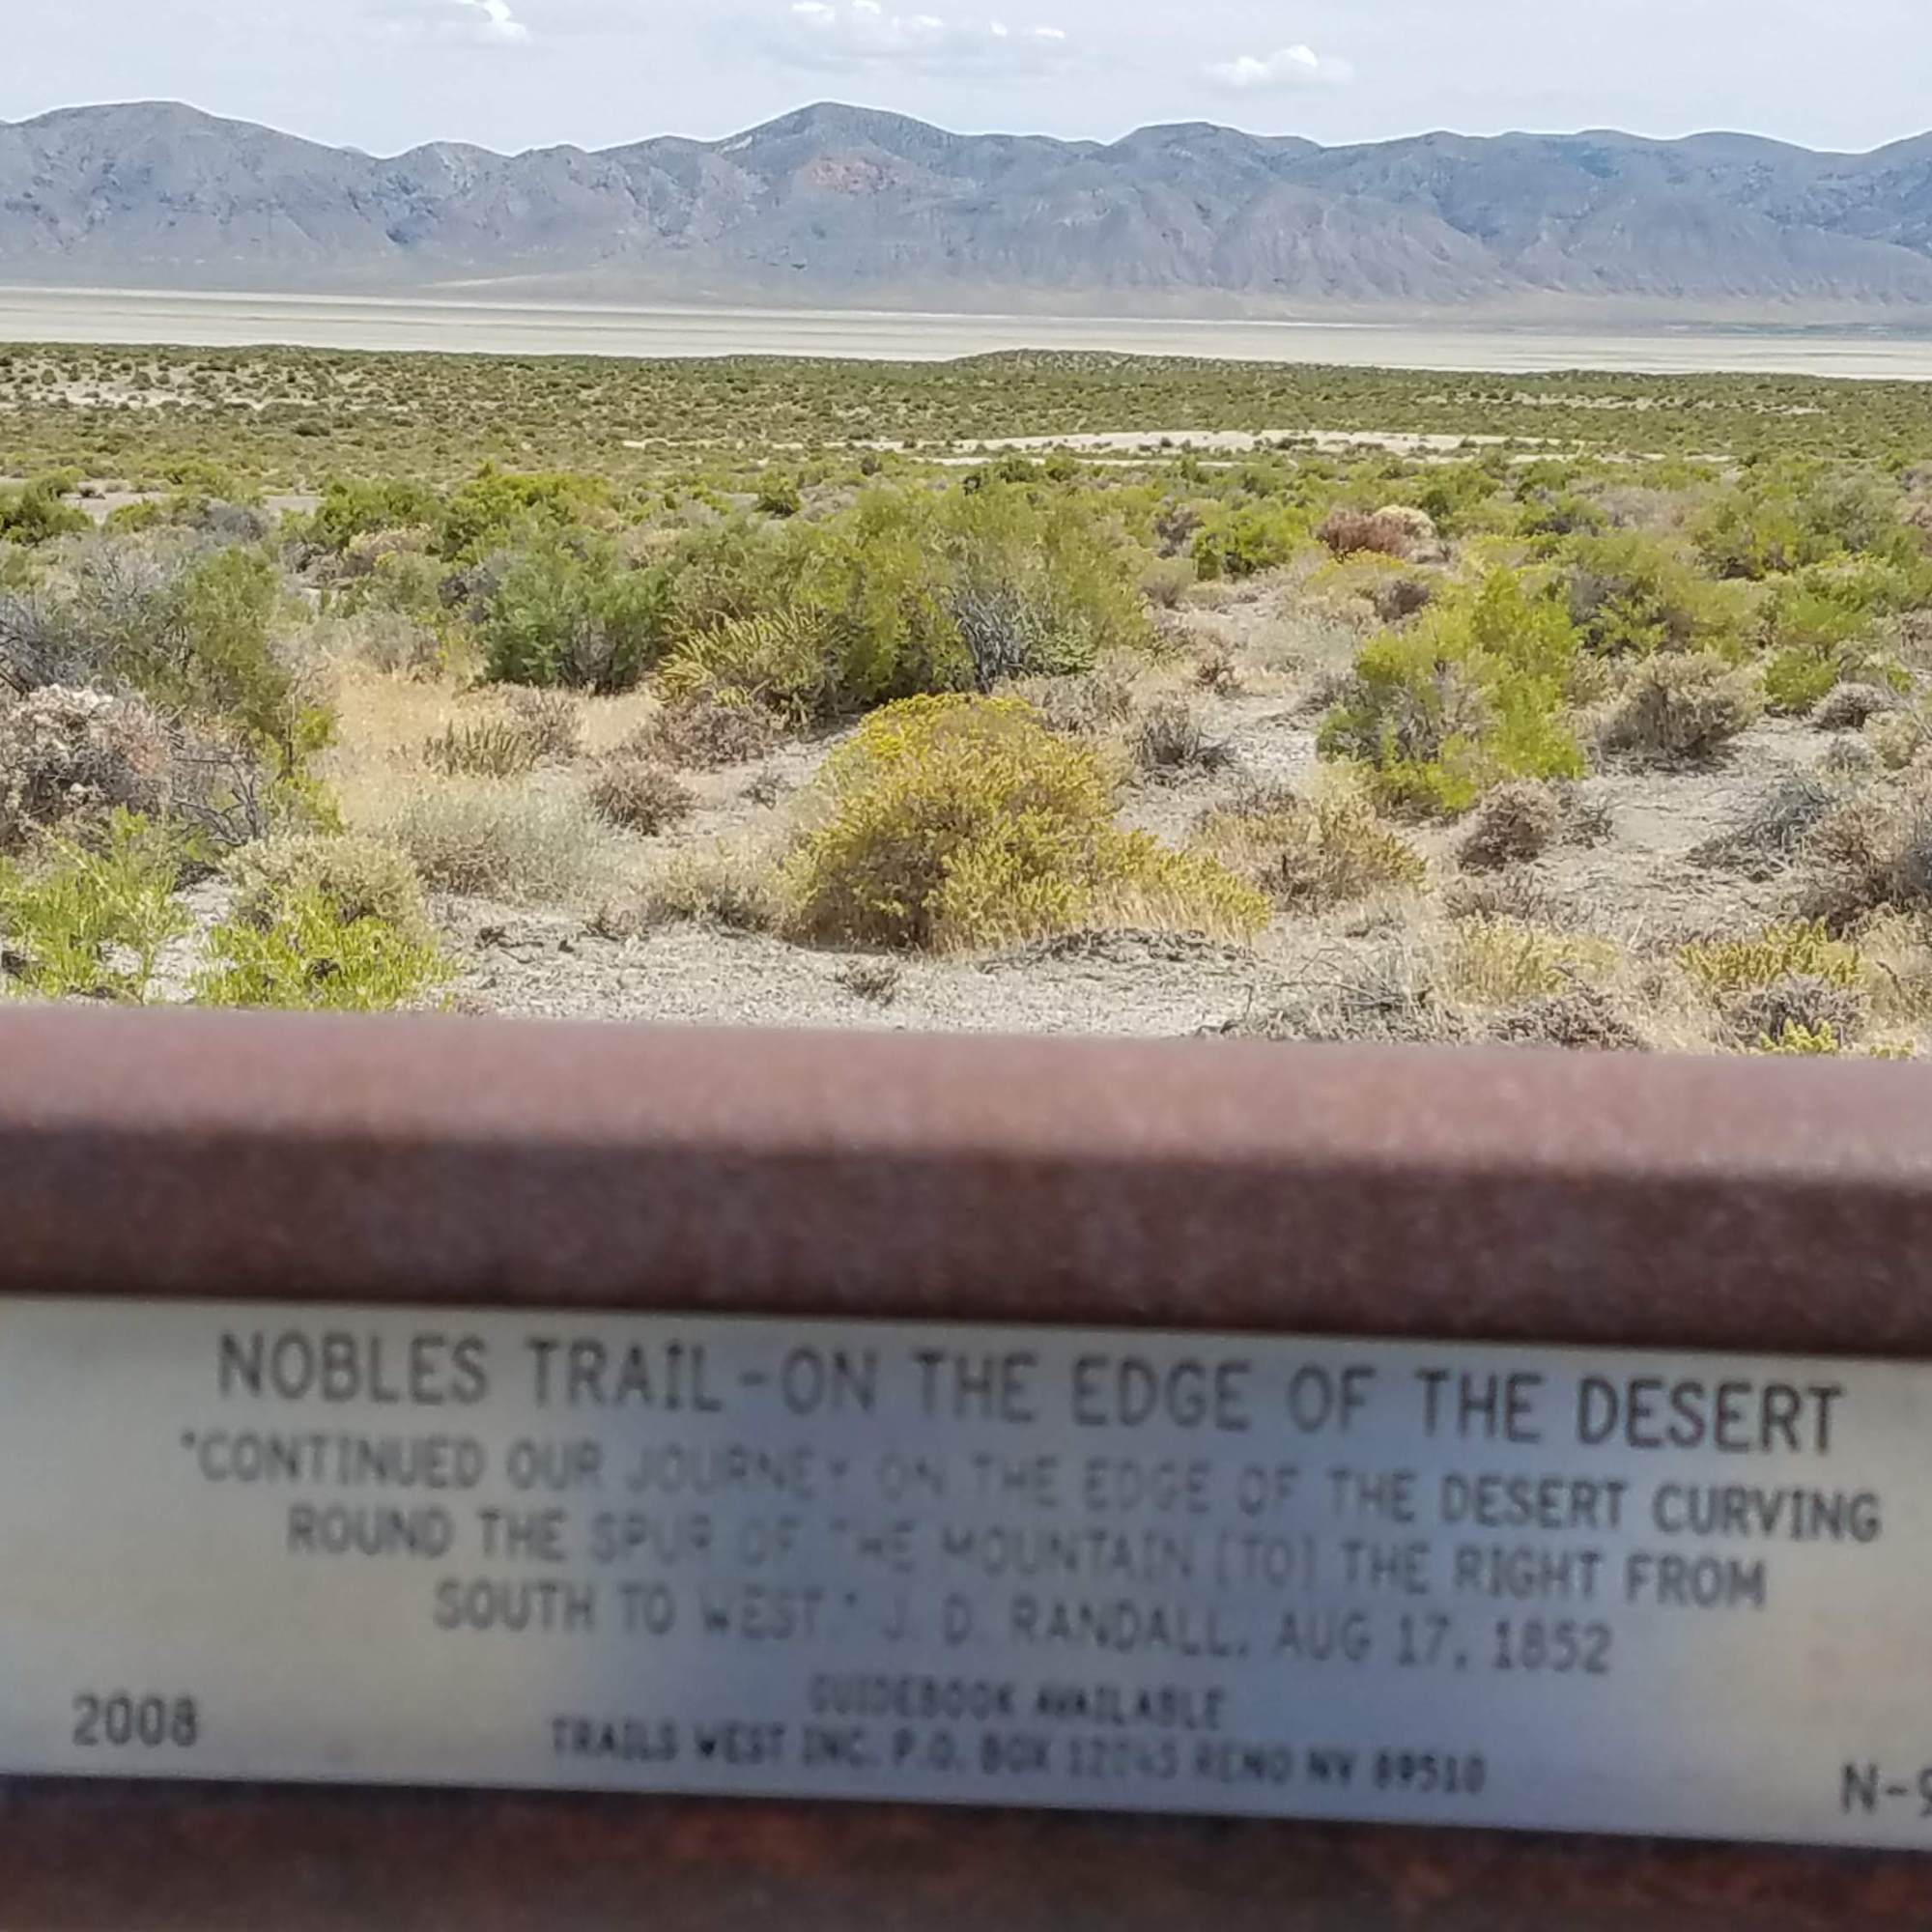 NOBLES TRAIL-ON THE EDGE OF THE DESERT
"CONTINUED OUR JOURNEY ON THE EDGE OF THE DESERT CURVING
ROUND THE SPUR OF THE MOUNTAIN (TO) THE RIGHT FROM
SOUTH TO WEST." J. D. RANDALL, AUG 17, 1852
GUIDEBOOK AVAILABLE
TRAILS WEST INC. P.O. BOX RENO NV 89510
2008